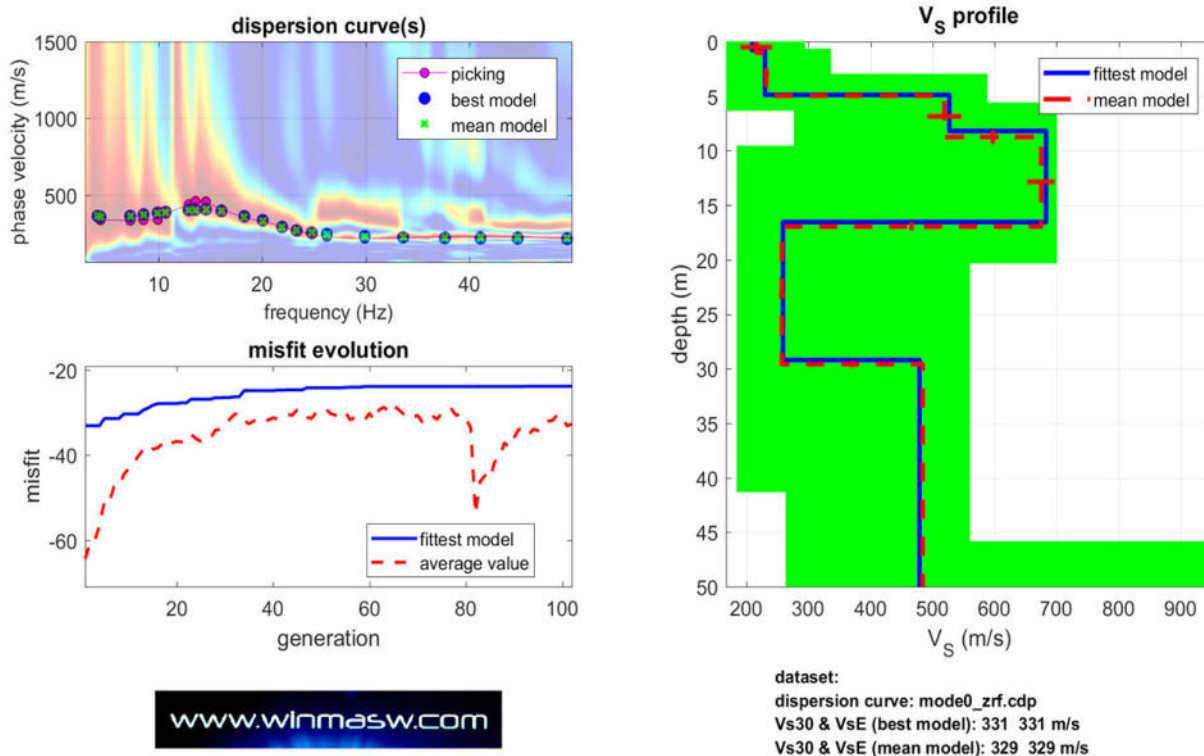 dispersion curve(s)
1500
1000
500
phase velocity (m/s)
picking
best model
mean model
10 20 30 40
frequency (Hz)
misfit evolution
-20
-40
-60
misfit
fittest model
average value
20 40 60 80 100
generation
www.winmasw.com
V_S profile
0
5
10
15
20
25
30
35
40
45
50
depth (m)
fittest model
mean model
200 300 400 500 600 700 800 900
V_S (m/s)
dataset:
dispersion curve: mode0_zrf.cdp
Vs30 & VsE (best model): 331 331 m/s
Vs30 & VsE (mean model): 329 329 m/s